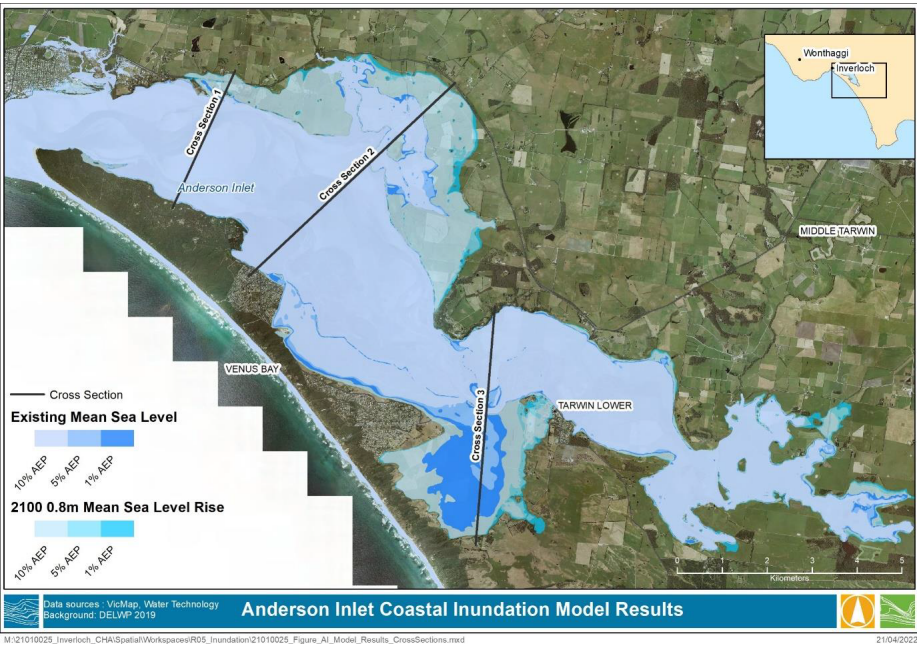 Wonthaggi
Inverloch
Cross Section 1
Cross Section 2
Anderson Inlet
MIDDLE TARWIN
VENUS BAY
Cross Section 3
TARWIN LOWER
Cross Section
Existing Mean Sea Level
10% AEP
5% AEP
1% AEP
2100 0.8m Mean Sea Level Rise
10% AEP
5% AEP
1% AEP
0 1 2 3 4 5
Kilometers
Data sources : VicMap, Water Technology
Background: DELWP 2019
Anderson Inlet Coastal Inundation Model Results
M:\21010025_Inverloch_CHA\Spatial\Workspaces\R05_Inundation\21010025_Figure_AI_Model_Results_CrossSections.mxd
21/04/2022